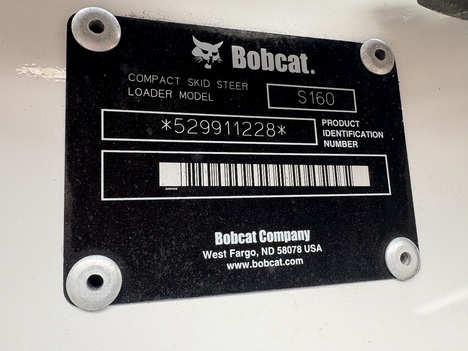 Bobcat.
COMPACT SKID STEER
LOADER MODEL
S160
*529911228*
PRODUCT
IDENTIFICATION
NUMBER
Bobcat Company
West Fargo, ND 58078 USA
www.bobcat.com